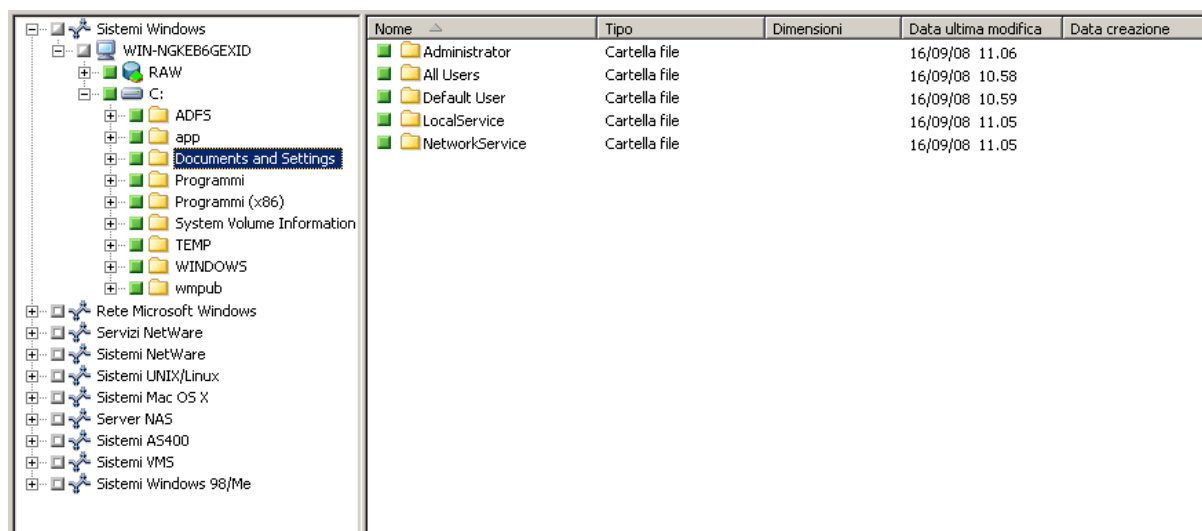 Sistemi Windows
WIN-NGKEB6GEXID
RAW
C:
ADFS
app
Documents and Settings
Programmi
Programmi (x86)
System Volume Information
TEMP
WINDOWS
wmpub
Rete Microsoft Windows
Servizi NetWare
Sistemi NetWare
Sistemi UNIX/Linux
Sistemi Mac OS X
Server NAS
Sistemi AS400
Sistemi VMS
Sistemi Windows 98/Me
Nome Tipo Dimensioni Data ultima modifica Data creazione
Administrator Cartella file 16/09/08 11.06
All Users Cartella file 16/09/08 10.58
Default User Cartella file 16/09/08 10.59
LocalService Cartella file 16/09/08 11.05
NetworkService Cartella file 16/09/08 11.05